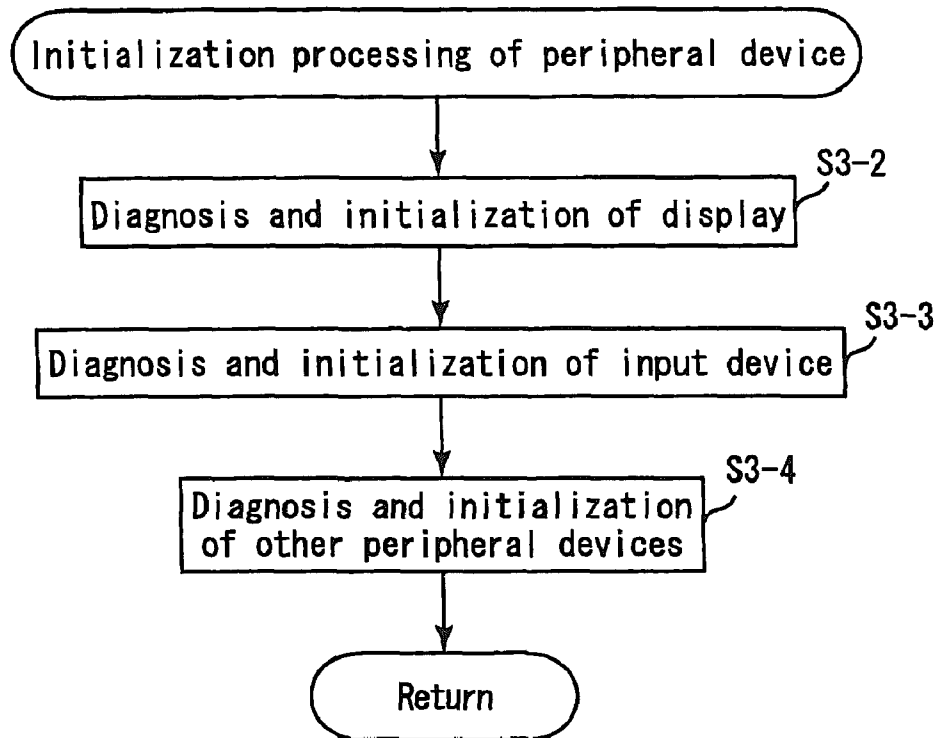 Initialization processing of peripheral device
S3-2
Diagnosis and initialization of display
S3-3
Diagnosis and initialization of input device
S3-4
Diagnosis and initialization
of other peripheral devices
Return